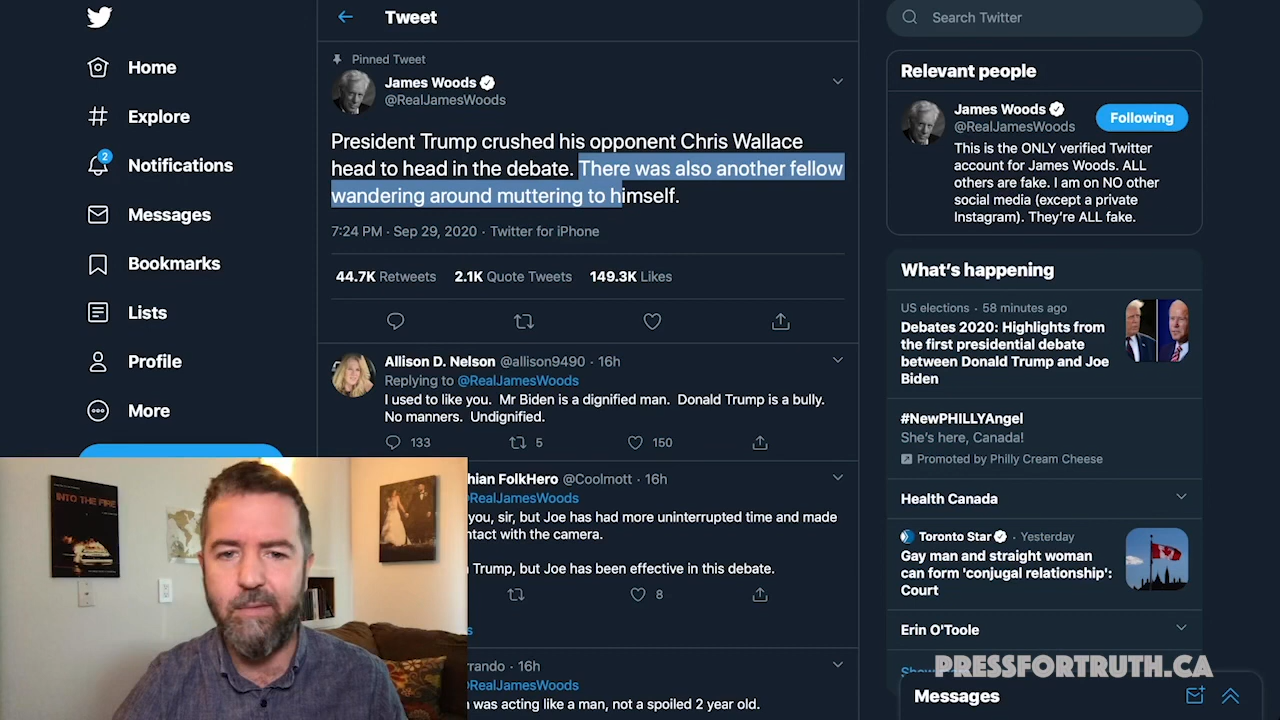 Home
Explore
2
Notifications
Messages
Bookmarks
Lists
Profile
More
Tweet
Pinned Tweet
James Woods
@RealJamesWoods
President Trump crushed his opponent Chris Wallace
head to head in the debate. There was also another fellow
wandering around muttering to himself.
7:24 PM · Sep 29, 2020 · Twitter for iPhone
44.7K Retweets 2.1K Quote Tweets 149.3K Likes
Allison D. Nelson @allison9490 · 16h
Replying to @RealJamesWoods
I used to like you. Mr Biden is a dignified man. Donald Trump is a bully.
No manners. Undignified.
133 5 150
hian FolkHero @Coolmott · 16h
RealJamesWoods
you, sir, but Joe has had more uninterrupted time and made
ntact with the camera.
Trump, but Joe has been effective in this debate.
8
rrando · 16h
RealJamesWoods
was acting like a man, not a spoiled 2 year old.
Search Twitter
Relevant people
James Woods
@RealJamesWoods
Following
This is the ONLY verified Twitter
account for James Woods. ALL
others are fake. I am on NO other
social media (except a private
Instagram). They're ALL fake.
What's happening
US elections · 58 minutes ago
Debates 2020: Highlights from
the first presidential debate
between Donald Trump and Joe
Biden
#NewPHILLYAngel
She's here, Canada!
Promoted by Philly Cream Cheese
Health Canada
Toronto Star · Yesterday
Gay man and straight woman
can form 'conjugal relationship':
Court
Erin O'Toole
PRESSFORTRUTH.CA
Messages
INTO THE FIRE